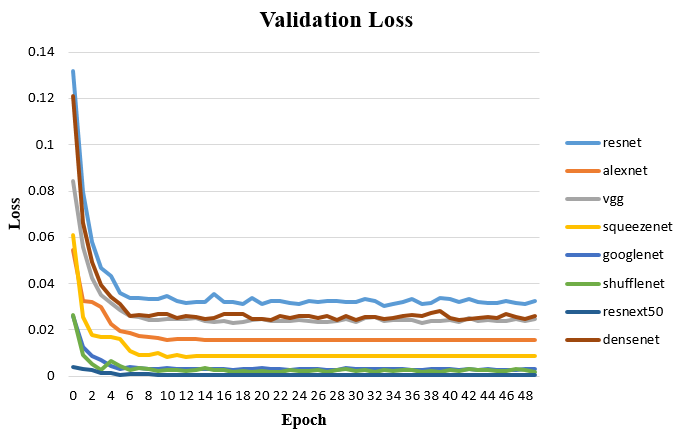 Validation Loss
0.14
0.12
0.1
0.08
0.06
0.04
0.02
0
Loss
0 2 4 6 8 10 12 14 16 18 20 22 24 26 28 30 32 34 36 38 40 42 44 46 48
Epoch
resnet
alexnet
vgg
squeezenet
googlenet
shufflenet
resnext50
densenet